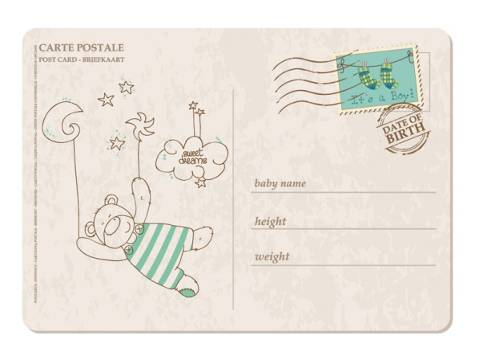 CARTE POSTALE
POST CARD - BRIEFKAART
sweet
dreams
It's a Boy!
DATE OF
BIRTH
baby name
height
weight